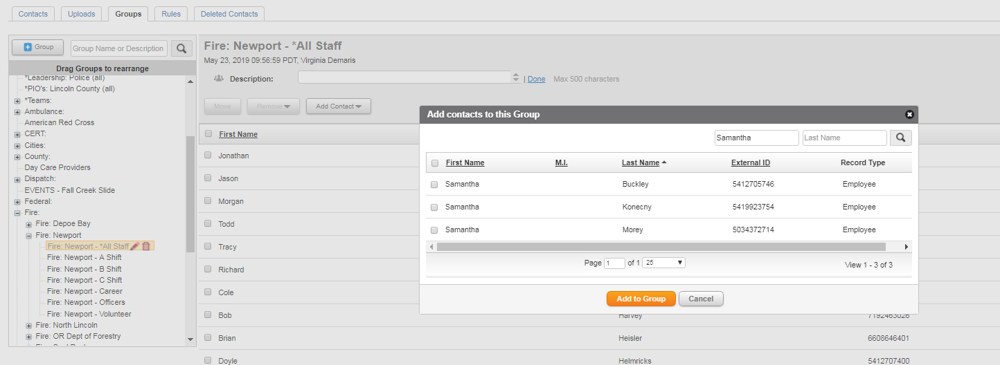 Contacts Uploads Groups Rules Deleted Contacts
Group Group Name or Description
Drag Groups to rearrange
*Leadership: Police (all)
*PIO's: Lincoln County (all)
*Teams:
Ambulance:
American Red Cross
CERT:
Cities:
County:
Day Care Providers
Dispatch:
EVENTS - Fall Creek Slide
Federal:
Fire:
Fire: Depoe Bay
Fire: Newport
Fire: Newport - *All Staff
Fire: Newport - A Shift
Fire: Newport - B Shift
Fire: Newport - C Shift
Fire: Newport - Career
Fire: Newport - Officers
Fire: Newport - Volunteer
Fire: North Lincoln
Fire: OR Dept of Forestry
Fire: Newport - *All Staff
May 23, 2019 09:56:59 PDT, Virginia Demaris
Description: | Done Max 500 characters
Move Remove Add Contact
First Name
Jonathan
Jason
Morgan
Todd
Tracy
Richard
Cole
Bob Harvey 7192463026
Brian Heisler 6608646401
Doyle Helmricks 5412707400
Add contacts to this Group
Samantha Last Name
First Name M.I. Last Name External ID Record Type
Samantha Buckley 5412705746 Employee
Samantha Konecny 5419923754 Employee
Samantha Morey 5034372714 Employee
Page 1 of 1 25 View 1 - 3 of 3
Add to Group Cancel